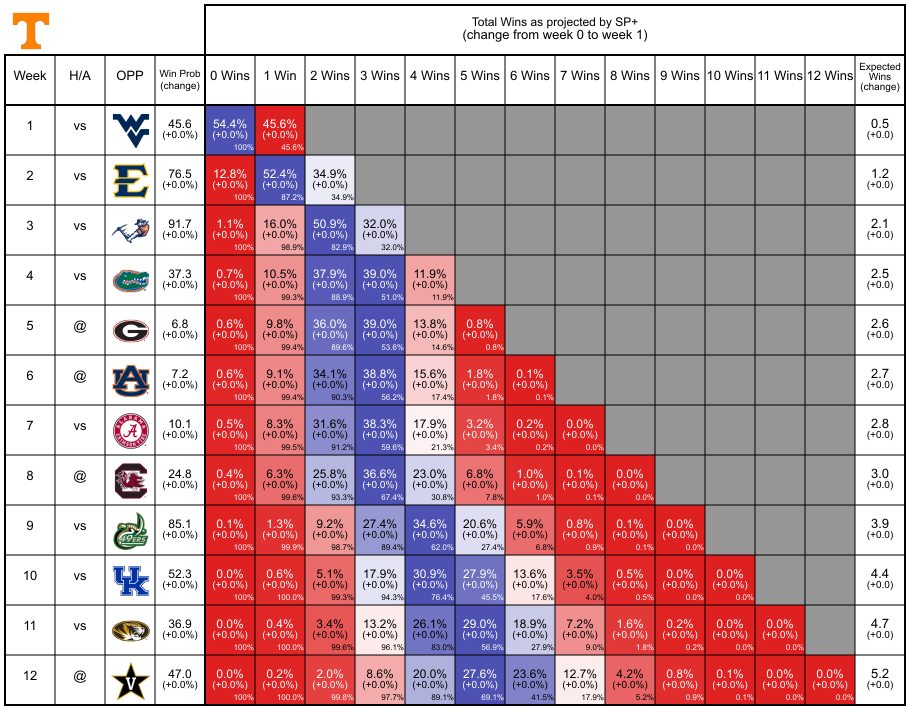 T
Total Wins as projected by SP+
(change from week 0 to week 1)
Week H/A OPP Win Prob (change) 0 Wins 1 Win 2 Wins 3 Wins 4 Wins 5 Wins 6 Wins 7 Wins 8 Wins 9 Wins 10 Wins 11 Wins 12 Wins Expected Wins (change)
1 vs WV 45.6 54.4% 45.6% 0.5
(+0.0%) (+0.0%) (+0.0%) (+0.0)
100% 45.6%
2 vs E 76.5 12.8% 52.4% 34.9% 1.2
(+0.0%) (+0.0%) (+0.0%) (+0.0%) (+0.0)
100% 87.2% 34.9%
3 vs 91.7 1.1% 16.0% 50.9% 32.0% 2.1
(+0.0%) (+0.0%) (+0.0%) (+0.0%) (+0.0%) (+0.0)
100% 98.9% 82.9% 32.0%
4 vs 37.3 0.7% 10.5% 37.9% 39.0% 11.9% 2.5
(+0.0%) (+0.0%) (+0.0%) (+0.0%) (+0.0%) (+0.0%) (+0.0)
100% 99.3% 88.9% 51.0% 11.9%
5 @ G 6.8 0.6% 9.8% 36.0% 39.0% 13.8% 0.8% 2.6
(+0.0%) (+0.0%) (+0.0%) (+0.0%) (+0.0%) (+0.0%) (+0.0%) (+0.0)
100% 99.4% 89.6% 53.6% 14.6% 0.8%
6 @ AU 7.2 0.6% 9.1% 34.1% 38.8% 15.6% 1.8% 0.1% 2.7
(+0.0%) (+0.0%) (+0.0%) (+0.0%) (+0.0%) (+0.0%) (+0.0%) (+0.0%) (+0.0)
100% 99.4% 90.3% 56.2% 17.4% 1.8% 0.1%
7 vs A 10.1 0.5% 8.3% 31.6% 38.3% 17.9% 3.2% 0.2% 0.0% 2.8
(+0.0%) (+0.0%) (+0.0%) (+0.0%) (+0.0%) (+0.0%) (+0.0%) (+0.0%) (+0.0%) (+0.0)
100% 99.5% 91.2% 59.6% 21.3% 3.4% 0.2% 0.0%
8 @ C 24.8 0.4% 6.3% 25.8% 36.6% 23.0% 6.8% 1.0% 0.1% 0.0% 3.0
(+0.0%) (+0.0%) (+0.0%) (+0.0%) (+0.0%) (+0.0%) (+0.0%) (+0.0%) (+0.0%) (+0.0%) (+0.0)
100% 99.6% 93.3% 67.4% 30.8% 7.8% 1.0% 0.1% 0.0%
9 vs 49ERS 85.1 0.1% 1.3% 9.2% 27.4% 34.6% 20.6% 5.9% 0.8% 0.1% 0.0% 3.9
(+0.0%) (+0.0%) (+0.0%) (+0.0%) (+0.0%) (+0.0%) (+0.0%) (+0.0%) (+0.0%) (+0.0%) (+0.0%) (+0.0)
100% 99.9% 98.7% 89.4% 62.0% 27.4% 6.8% 0.9% 0.1% 0.0%
10 vs UK 52.3 0.0% 0.6% 5.1% 17.9% 30.9% 27.9% 13.6% 3.5% 0.5% 0.0% 0.0% 4.4
(+0.0%) (+0.0%) (+0.0%) (+0.0%) (+0.0%) (+0.0%) (+0.0%) (+0.0%) (+0.0%) (+0.0%) (+0.0%) (+0.0%) (+0.0)
100% 100.0% 99.3% 94.3% 76.4% 45.5% 17.6% 4.0% 0.5% 0.0% 0.0%
11 vs 36.9 0.0% 0.4% 3.4% 13.2% 26.1% 29.0% 18.9% 7.2% 1.6% 0.2% 0.0% 0.0% 4.7
(+0.0%) (+0.0%) (+0.0%) (+0.0%) (+0.0%) (+0.0%) (+0.0%) (+0.0%) (+0.0%) (+0.0%) (+0.0%) (+0.0%) (+0.0%) (+0.0)
100% 100.0% 99.6% 96.1% 83.0% 56.9% 27.9% 9.0% 1.8% 0.2% 0.0% 0.0%
12 @ V 47.0 0.0% 0.2% 2.0% 8.6% 20.0% 27.6% 23.6% 12.7% 4.2% 0.8% 0.1% 0.0% 0.0% 5.2
(+0.0%) (+0.0%) (+0.0%) (+0.0%) (+0.0%) (+0.0%) (+0.0%) (+0.0%) (+0.0%) (+0.0%) (+0.0%) (+0.0%) (+0.0%) (+0.0%) (+0.0)
100% 100.0% 99.8% 97.7% 89.1% 69.1% 41.5% 17.9% 5.2% 0.9% 0.1% 0.0% 0.0%